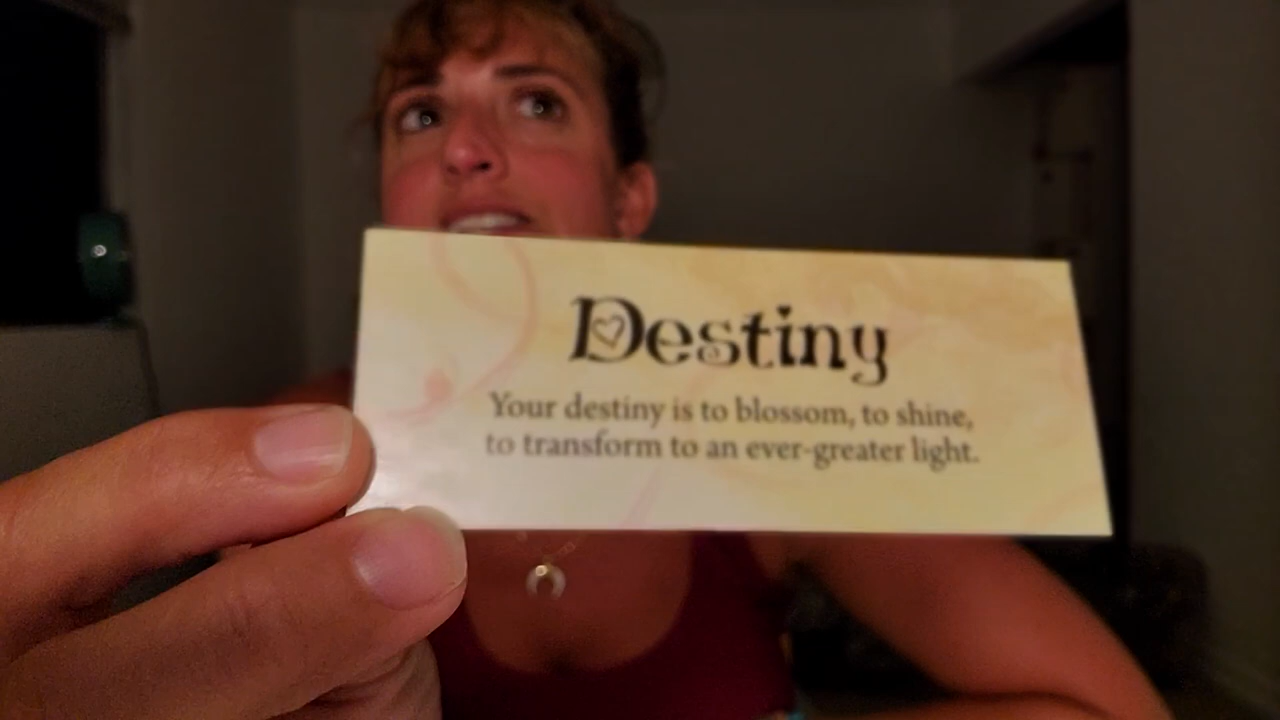 Destiny
Your destiny is to blossom, to shine,
to transform to an ever-greater light.